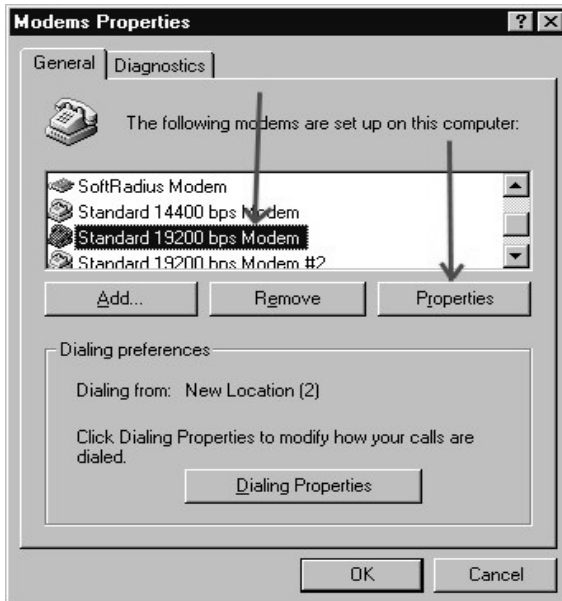 Modems Properties
General Diagnostics
The following modems are set up on this computer:
SoftRadius Modem
Standard 14400 bps Modem
Standard 19200 bps Modem
Standard 19200 bps Modem #2
Add... Remove Properties
Dialing preferences
Dialing from: New Location (2)
Click Dialing Properties to modify how your calls are
dialed.
Dialing Properties
OK Cancel